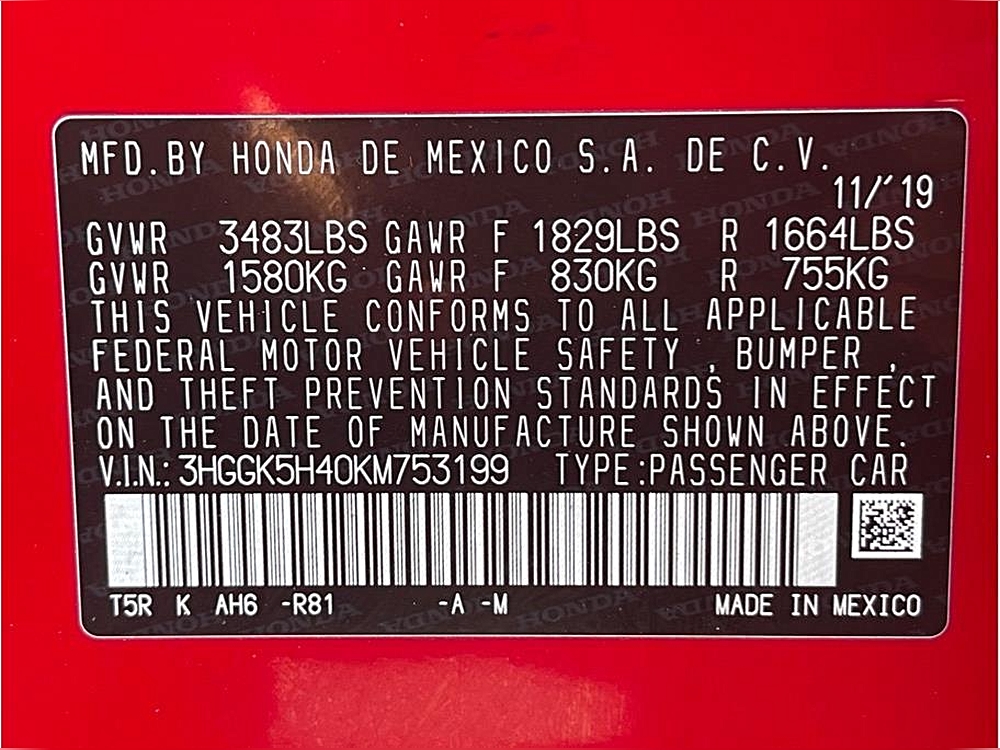 MFD.BY HONDA DE MEXICO S.A. DE C.V.
11/'19
GVWR 3483LBS GAWR F 1829LBS R 1664LBS
GVWR 1580KG GAWR F 830KG R 755KG
THIS VEHICLE CONFORMS TO ALL APPLICABLE
FEDERAL MOTOR VEHICLE SAFETY , BUMPER ,
AND THEFT PREVENTION STANDARDS IN EFFECT
ON THE DATE OF MANUFACTURE SHOWN ABOVE.
V.I.N.: 3HGGK5H40KM753199 TYPE:PASSENGER CAR
T5R K AH6 -R81 -A -M MADE IN MEXICO